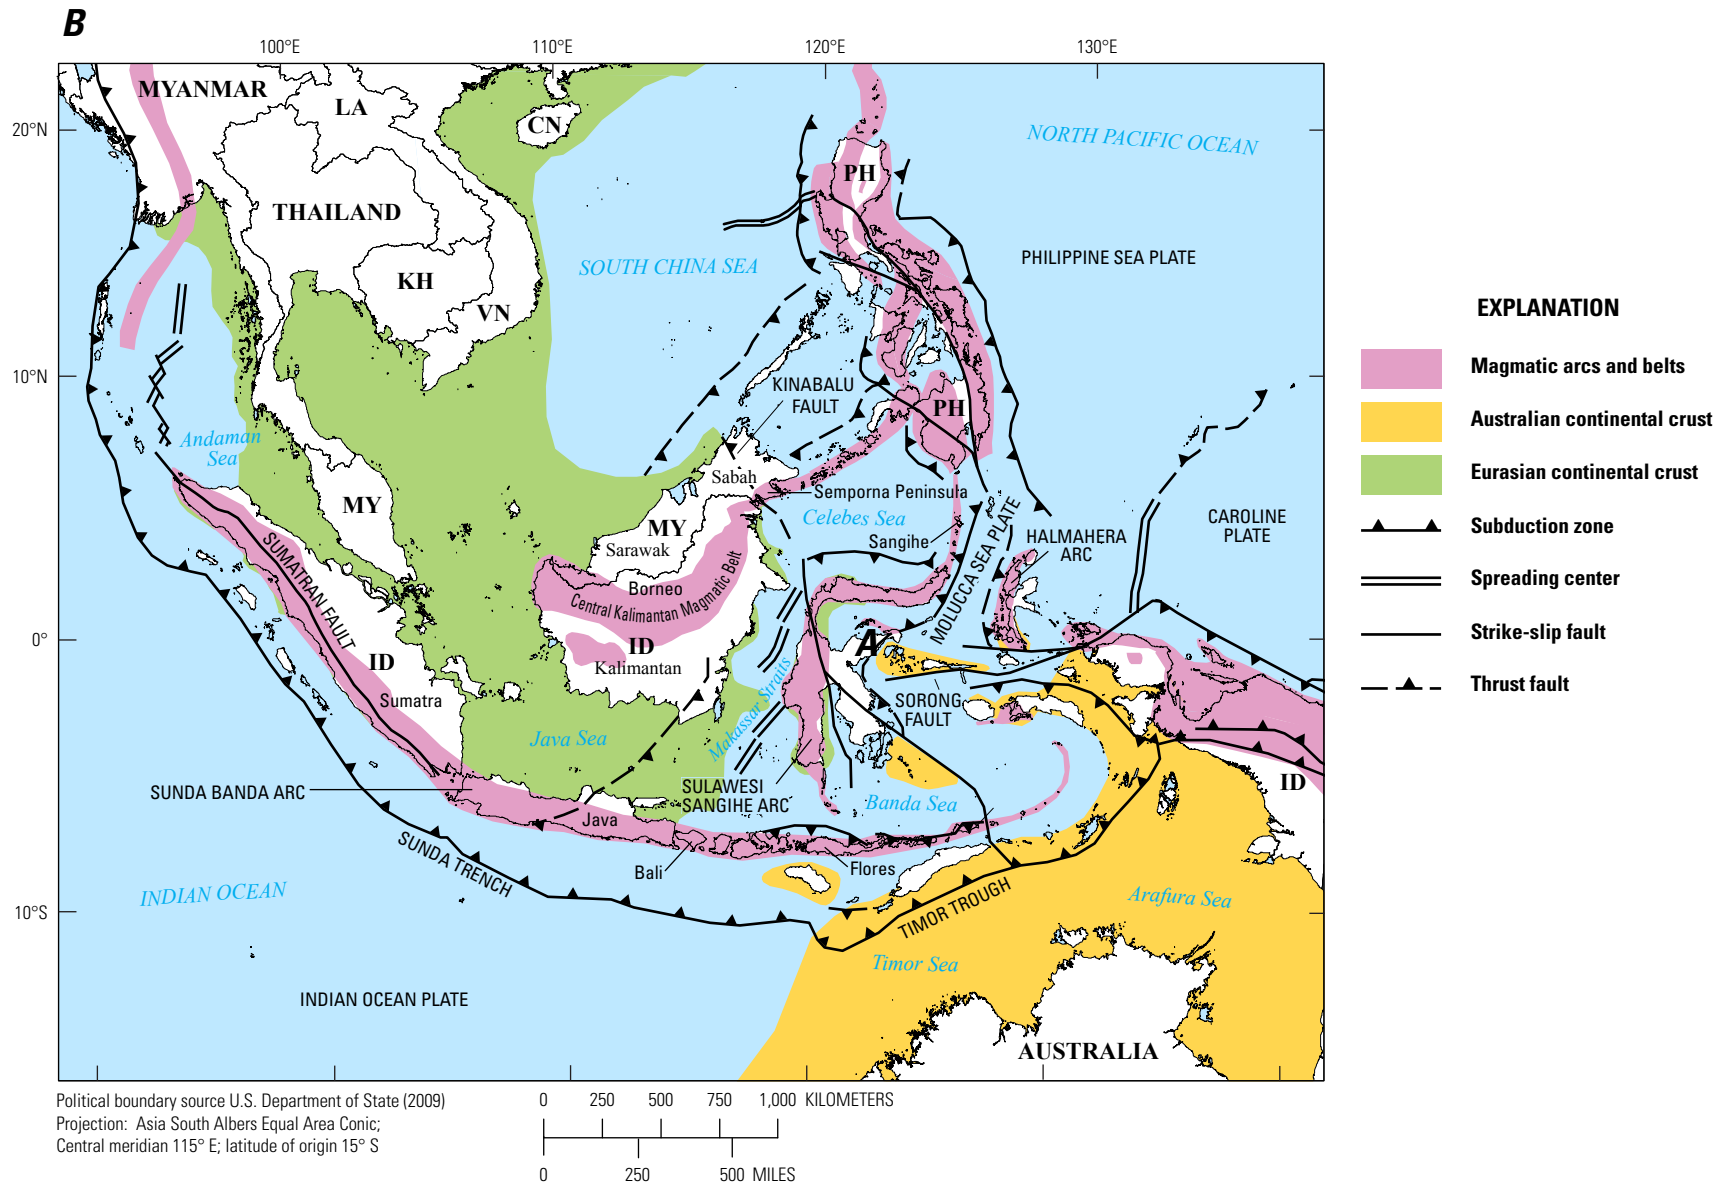 B
100°E
110°E
120°E
130°E
20°N
10°N
0°
10°S
MYANMAR
LA
CN
THAILAND
KH
VN
SOUTH CHINA SEA
PH
NORTH PACIFIC OCEAN
PHILIPPINE SEA PLATE
KINABALU
FAULT
PH
Andaman
Sea
MY
Sabah
Semporna Peninsula
Celebes Sea
MY
Sarawak
Sangihe
MOLUCCA SEA PLATE
HALMAHERA
ARC
CAROLINE
PLATE
SUMATRAN FAULT
Borneo
Central Kalimantan Magmatic Belt
ID
Kalimantan
A
ID
Sumatra
Makassar Straits
SORONG
FAULT
Java Sea
SUNDA BANDA ARC
SULAWESI
SANGIHE ARC
Banda Sea
ID
Java
SUNDA TRENCH
Bali
Flores
INDIAN OCEAN
TIMOR TROUGH
Arafura Sea
Timor Sea
INDIAN OCEAN PLATE
AUSTRALIA
EXPLANATION
Magmatic arcs and belts
Australian continental crust
Eurasian continental crust
Subduction zone
Spreading center
Strike-slip fault
Thrust fault
Political boundary source U.S. Department of State (2009)
Projection: Asia South Albers Equal Area Conic;
Central meridian 115° E; latitude of origin 15° S
0 250 500 750 1,000 KILOMETERS
0 250 500 MILES